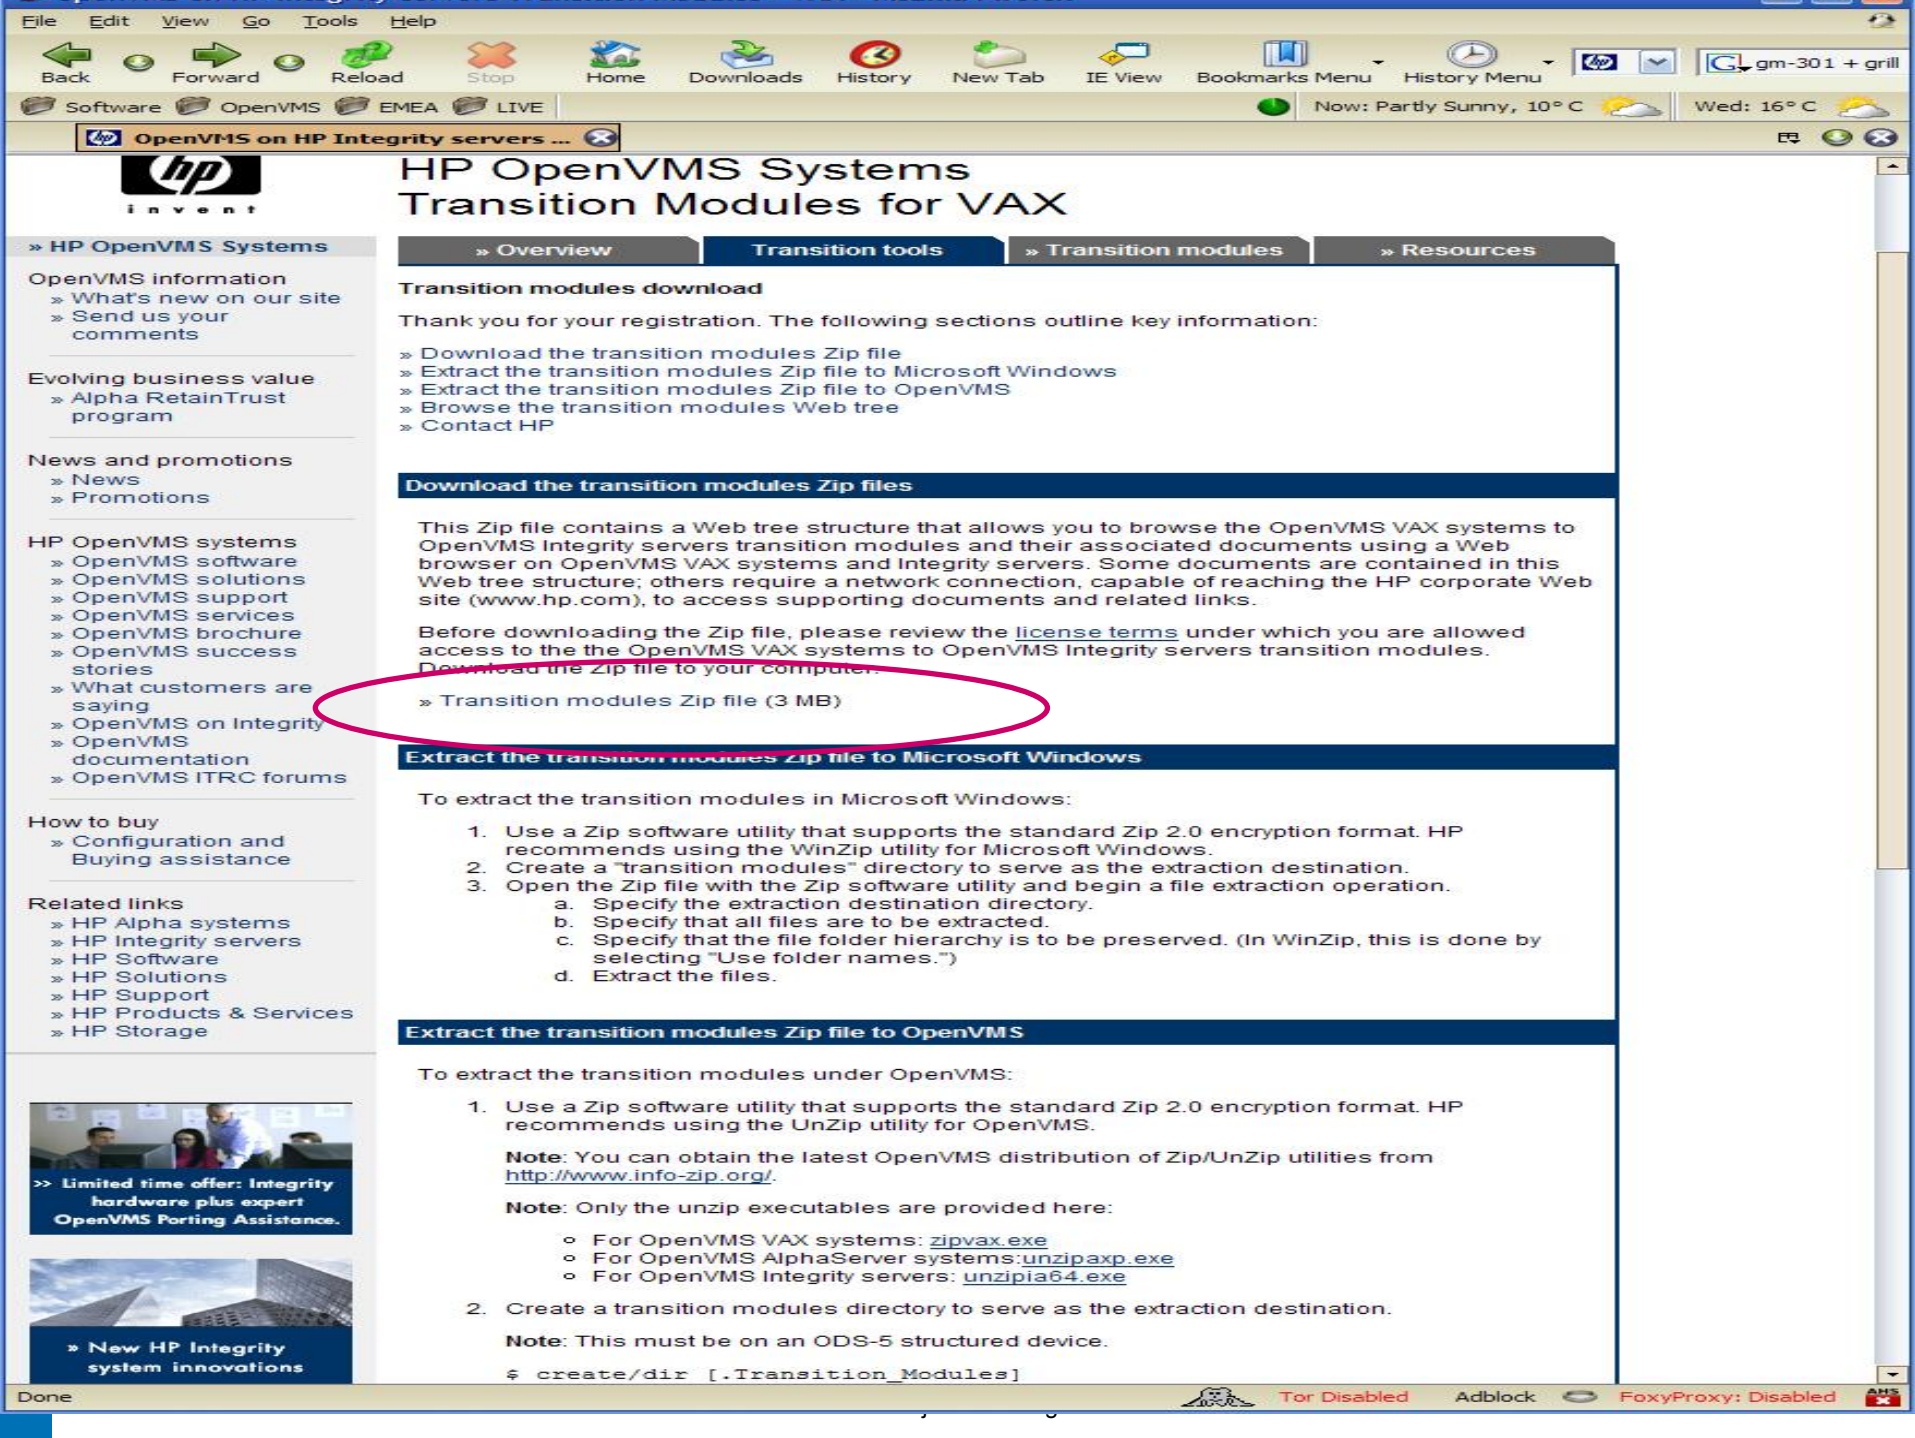 File Edit View Go Tools Help
Back Forward Reload Stop Home Downloads History New Tab IE View Bookmarks Menu History Menu gm-301 + grill
Software OpenVMS EMEA LIVE Now: Partly Sunny, 10° C Wed: 16° C
OpenVMS on HP Integrity servers ...
hp
invent
HP OpenVMS Systems
Transition Modules for VAX
» HP OpenVMS Systems
OpenVMS information
» What's new on our site
» Send us your
comments
Evolving business value
» Alpha RetainTrust
program
News and promotions
» News
» Promotions
HP OpenVMS systems
» OpenVMS software
» OpenVMS solutions
» OpenVMS support
» OpenVMS services
» OpenVMS brochure
» OpenVMS success
stories
» What customers are
saying
» OpenVMS on Integrity
» OpenVMS
documentation
» OpenVMS ITRC forums
How to buy
» Configuration and
Buying assistance
Related links
» HP Alpha systems
» HP Integrity servers
» HP Software
» HP Solutions
» HP Support
» HP Products & Services
» HP Storage
>> Limited time offer: Integrity
hardware plus expert
OpenVMS Porting Assistance.
» New HP Integrity
system innovations
» Overview Transition tools » Transition modules » Resources
Transition modules download
Thank you for your registration. The following sections outline key information:
» Download the transition modules Zip file
» Extract the transition modules Zip file to Microsoft Windows
» Extract the transition modules Zip file to OpenVMS
» Browse the transition modules Web tree
» Contact HP
Download the transition modules Zip files
This Zip file contains a Web tree structure that allows you to browse the OpenVMS VAX systems to
OpenVMS Integrity servers transition modules and their associated documents using a Web
browser on OpenVMS VAX systems and Integrity servers. Some documents are contained in this
Web tree structure; others require a network connection, capable of reaching the HP corporate Web
site (www.hp.com), to access supporting documents and related links.
Before downloading the Zip file, please review the license terms under which you are allowed
access to the the OpenVMS VAX systems to OpenVMS Integrity servers transition modules.
Download the Zip file to your computer.
» Transition modules Zip file (3 MB)
Extract the transition modules Zip file to Microsoft Windows
To extract the transition modules in Microsoft Windows:
1. Use a Zip software utility that supports the standard Zip 2.0 encryption format. HP
recommends using the WinZip utility for Microsoft Windows.
2. Create a "transition modules" directory to serve as the extraction destination.
3. Open the Zip file with the Zip software utility and begin a file extraction operation.
a. Specify the extraction destination directory.
b. Specify that all files are to be extracted.
c. Specify that the file folder hierarchy is to be preserved. (In WinZip, this is done by
selecting "Use folder names.")
d. Extract the files.
Extract the transition modules Zip file to OpenVMS
To extract the transition modules under OpenVMS:
1. Use a Zip software utility that supports the standard Zip 2.0 encryption format. HP
recommends using the UnZip utility for OpenVMS.
Note: You can obtain the latest OpenVMS distribution of Zip/UnZip utilities from
http://www.info-zip.org/.
Note: Only the unzip executables are provided here:
For OpenVMS VAX systems: zipvax.exe
For OpenVMS AlphaServer systems:unzipaxp.exe
For OpenVMS Integrity servers: unzipia64.exe
2. Create a transition modules directory to serve as the extraction destination.
Note: This must be on an ODS-5 structured device.
$ create/dir [.Transition_Modules]
Done Tor Disabled Adblock FoxyProxy: Disabled AHS